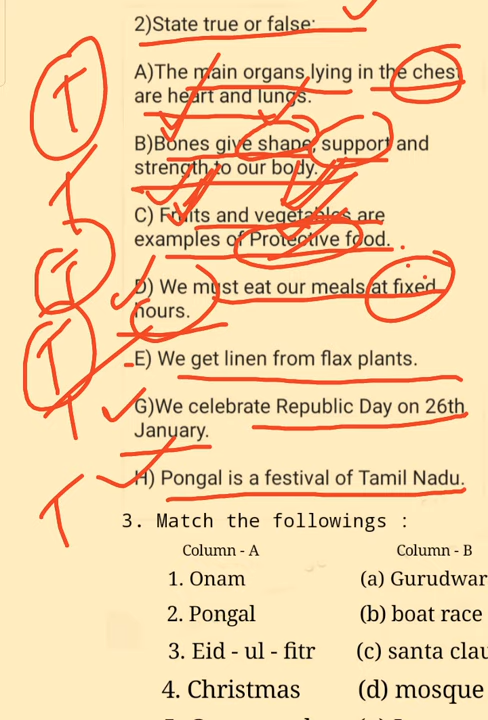 2)State true or false:
A)The main organs lying in the chest
are heart and lungs.
T
B)Bones give shape, support and
strength to our body.
T
C) Fruits and vegetables are
examples of Protective food.
T
D) We must eat our meals at fixed
hours.
T
E) We get linen from flax plants.
T
G)We celebrate Republic Day on 26th
January.
H) Pongal is a festival of Tamil Nadu.
T
3. Match the followings :
Column - A Column - B
1. Onam (a) Gurudwar
2. Pongal (b) boat race
3. Eid - ul - fitr (c) santa clau
4. Christmas (d) mosque